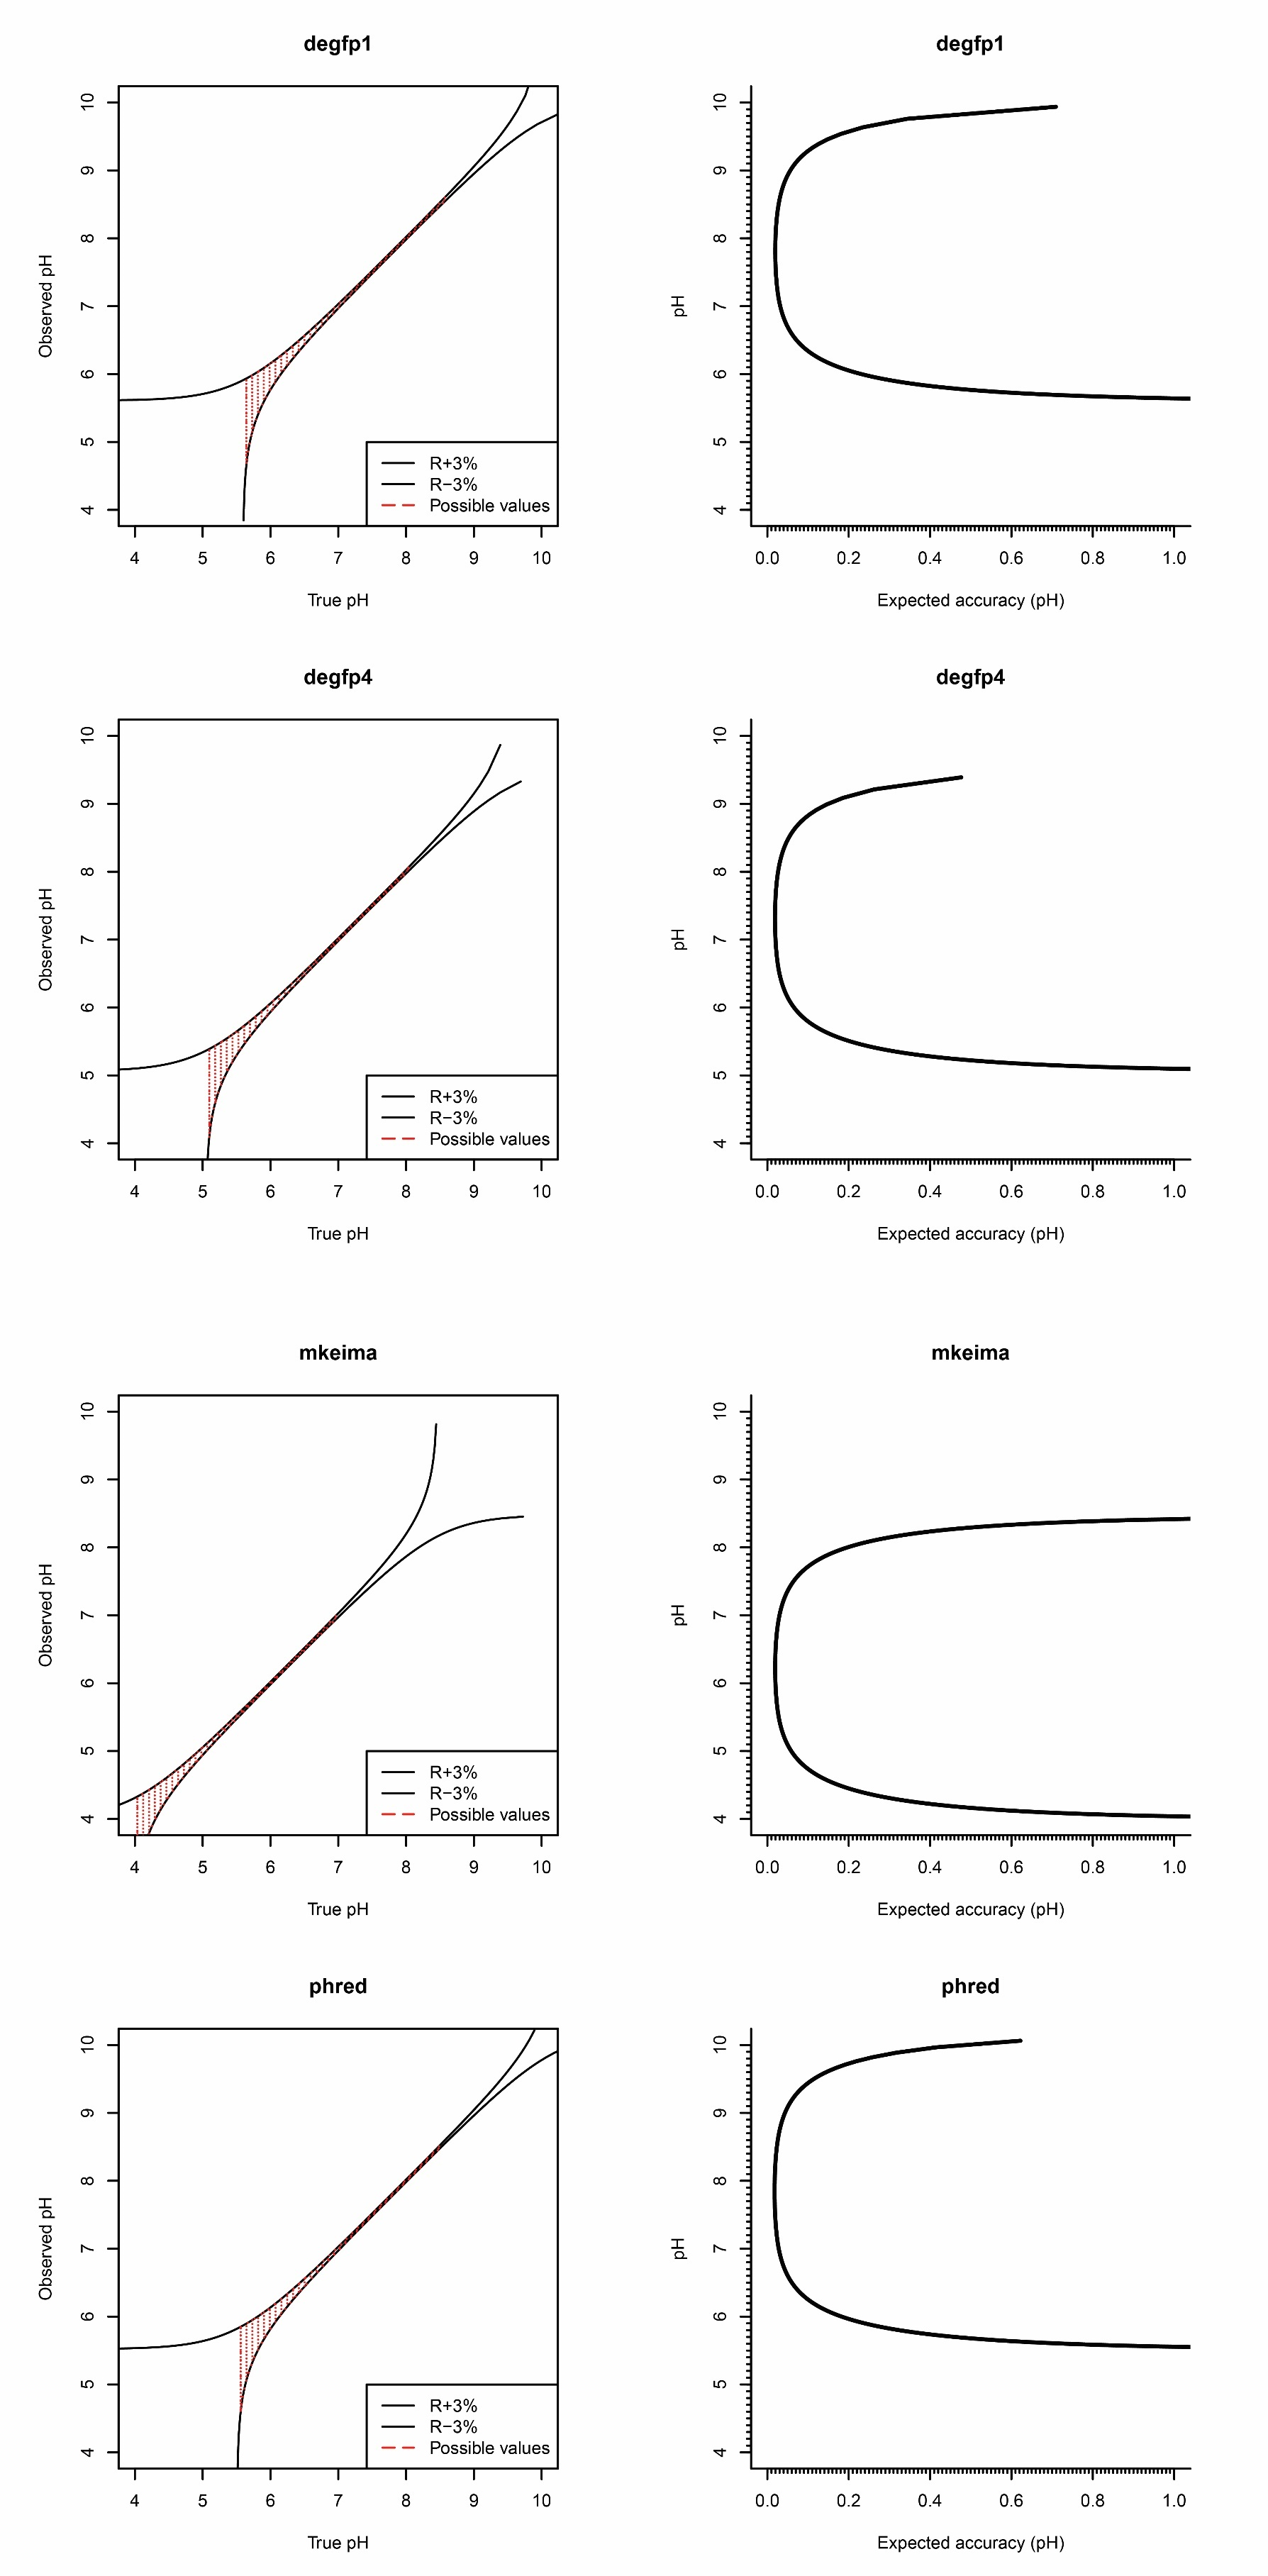 degfp1
degfp1
10
9
8
7
6
5
4
Observed pH
R+3%
R−3%
Possible values
4 5 6 7 8 9 10
True pH
10
9
8
7
6
5
4
pH
0.0 0.2 0.4 0.6 0.8 1.0
Expected accuracy (pH)
degfp4
degfp4
10
9
8
7
6
5
4
Observed pH
R+3%
R−3%
Possible values
4 5 6 7 8 9 10
True pH
10
9
8
7
6
5
4
pH
0.0 0.2 0.4 0.6 0.8 1.0
Expected accuracy (pH)
mkeima
mkeima
10
9
8
7
6
5
4
Observed pH
R+3%
R−3%
Possible values
4 5 6 7 8 9 10
True pH
10
9
8
7
6
5
4
pH
0.0 0.2 0.4 0.6 0.8 1.0
Expected accuracy (pH)
phred
phred
10
9
8
7
6
5
4
Observed pH
R+3%
R−3%
Possible values
4 5 6 7 8 9 10
True pH
10
9
8
7
6
5
4
pH
0.0 0.2 0.4 0.6 0.8 1.0
Expected accuracy (pH)